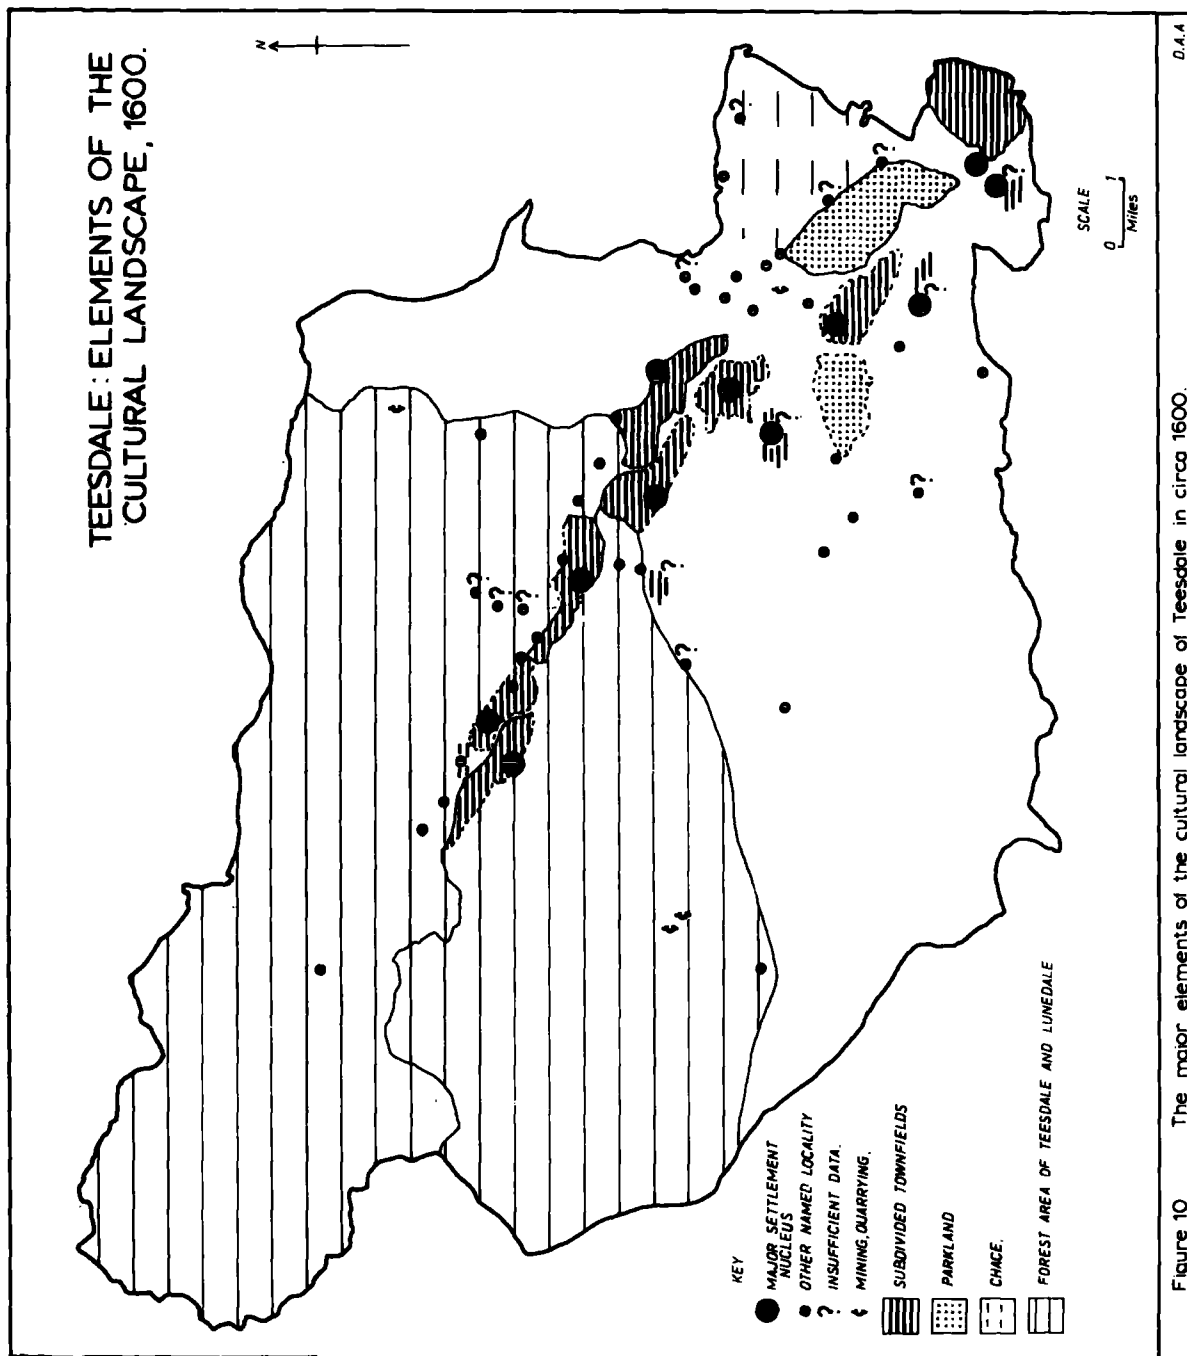 TEESDALE: ELEMENTS OF THE
CULTURAL LANDSCAPE, 1600.
N
?
?
?
?
?
?
?
?
?
?
?
?
?
?
SCALE
0 1
Miles
KEY
MAJOR SETTLEMENT
NUCLEUS
OTHER NAMED LOCALITY
? INSUFFICIENT DATA.
MINING, QUARRYING.
SUBDIVIDED TOWNFIELDS
PARKLAND
CHACE.
FOREST AREA OF TEESDALE AND LUNEDALE
D.A.A
Figure 10 The major elements of the cultural landscape of Teesdale in circa 1600.